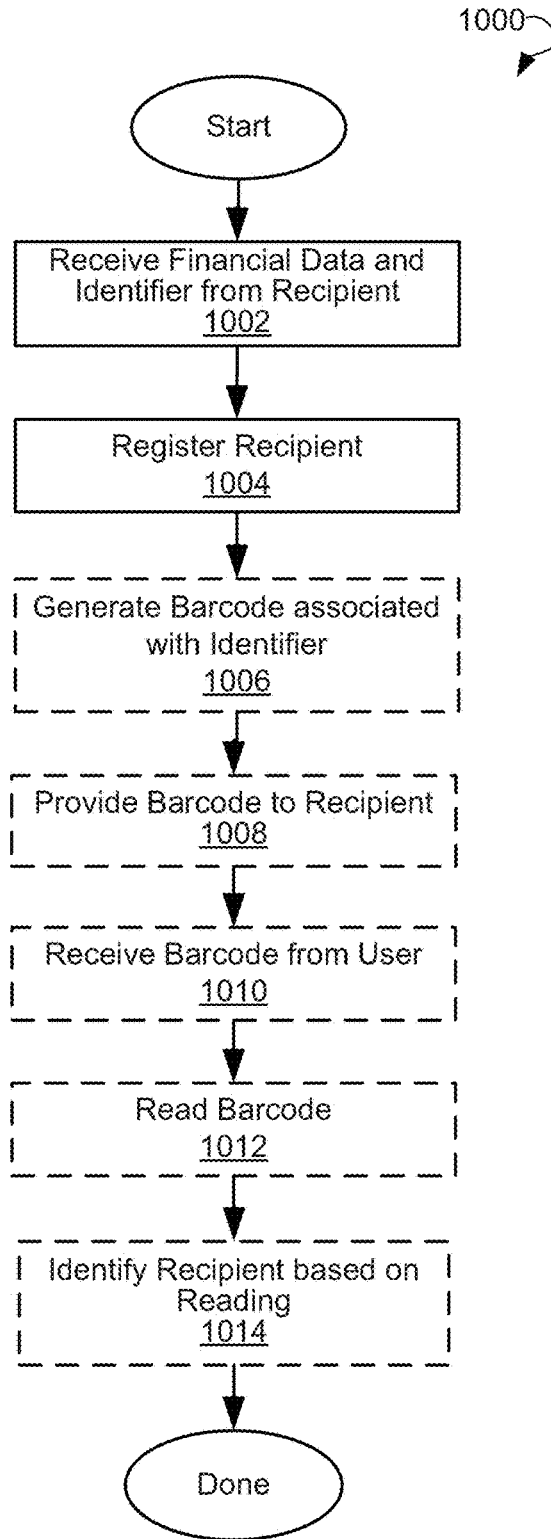 1000
Start
Receive Financial Data and
Identifier from Recipient
1002
Register Recipient
1004
Generate Barcode associated
with Identifier
1006
Provide Barcode to Recipient
1008
Receive Barcode from User
1010
Read Barcode
1012
Identify Recipient based on
Reading
1014
Done